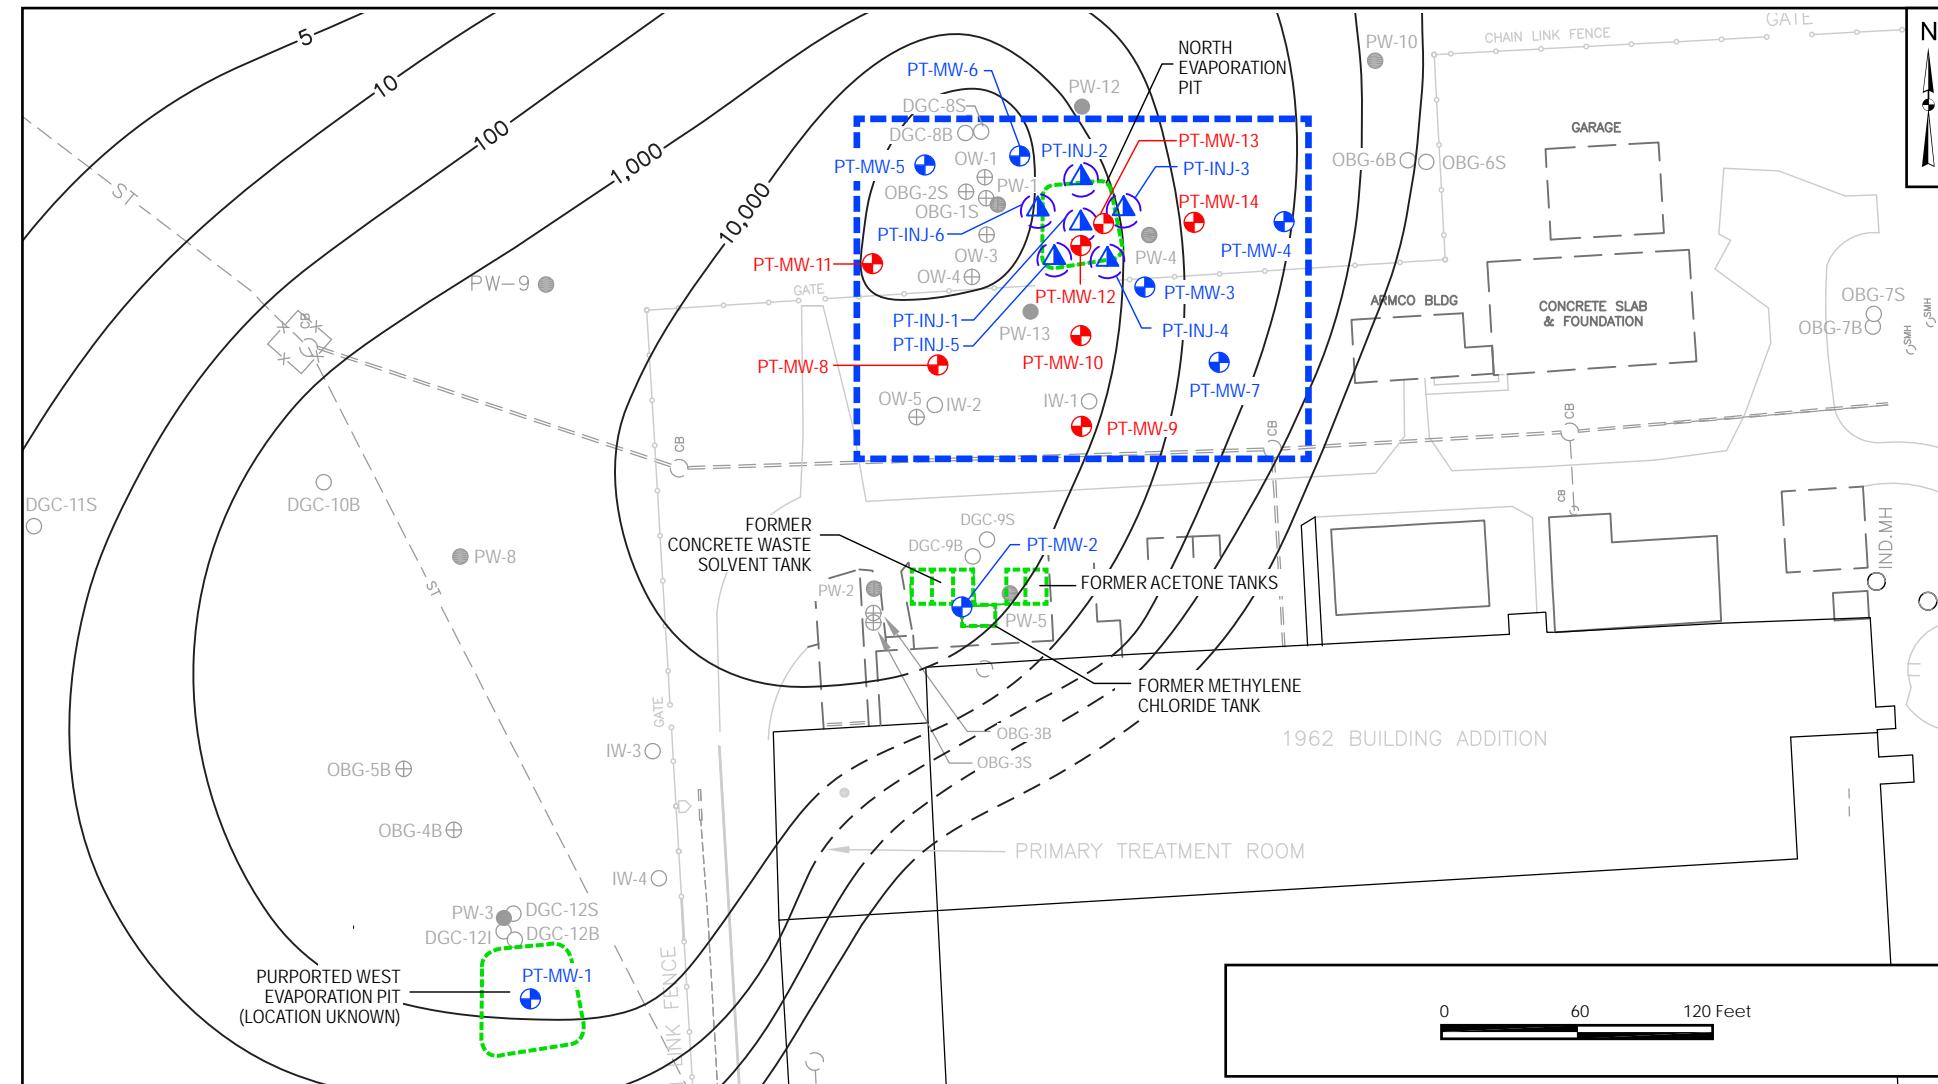 GATE
CHAIN LINK FENCE
N
5
10
100
1,000
10,000
NORTH
EVAPORATION
PIT
PW-10
PT-MW-6
PW-12
DGC-8S
DGC-8B
GARAGE
PT-MW-13
PT-INJ-2
PT-MW-5
OW-1
PT-INJ-3
OBG-6B
OBG-6S
ST
OBG-2S
PW-1
OBG-1S
PT-MW-14
PT-INJ-6
OW-3
PW-4
PT-MW-4
PT-MW-11
OW-4
PW-9
GATE
PT-MW-12
PT-MW-3
ARMCO BLDG
CONCRETE SLAB
& FOUNDATION
OBG-7S
OBG-7B
SMH
SMH
CB
PT-INJ-1
PT-INJ-5
PW-13
PT-INJ-4
PT-MW-8
PT-MW-10
PT-MW-7
OW-5
IW-2
IW-1
PT-MW-9
CB
CB
CB
CB
DGC-11S
DGC-10B
FORMER
CONCRETE WASTE
SOLVENT TANK
DGC-9S
DGC-9B
PT-MW-2
IND.MH
PW-8
ST
PW-2
FORMER ACETONE TANKS
PW-5
FORMER METHYLENE
CHLORIDE TANK
GATE
OBG-3B
OBG-3S
1962 BUILDING ADDITION
IW-3
OBG-5B
OBG-4B
PRIMARY TREATMENT ROOM
IW-4
PW-3
DGC-12S
DGC-12I
DGC-12B
PURPORTED WEST
EVAPORATION PIT
(LOCATION UKNOWN)
PT-MW-1
LINK FENCE
0
60
120 Feet